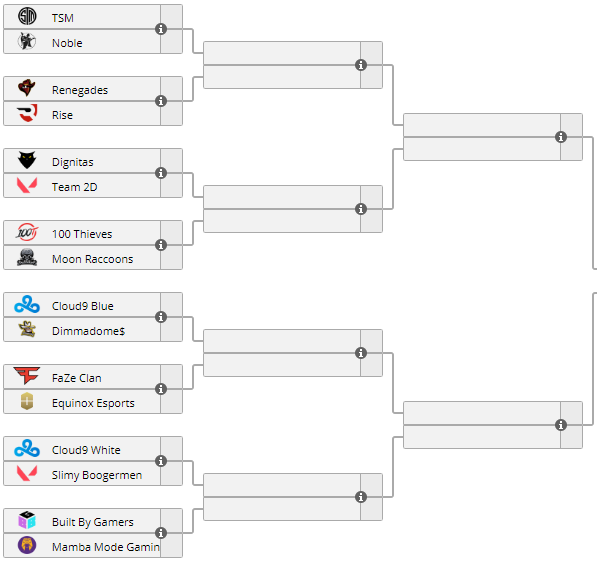 TSM
Noble
Renegades
Rise
Dignitas
Team 2D
100 Thieves
Moon Raccoons
Cloud9 Blue
Dimmadome$
FaZe Clan
Equinox Esports
Cloud9 White
Slimy Boogermen
Built By Gamers
Mamba Mode Gamin